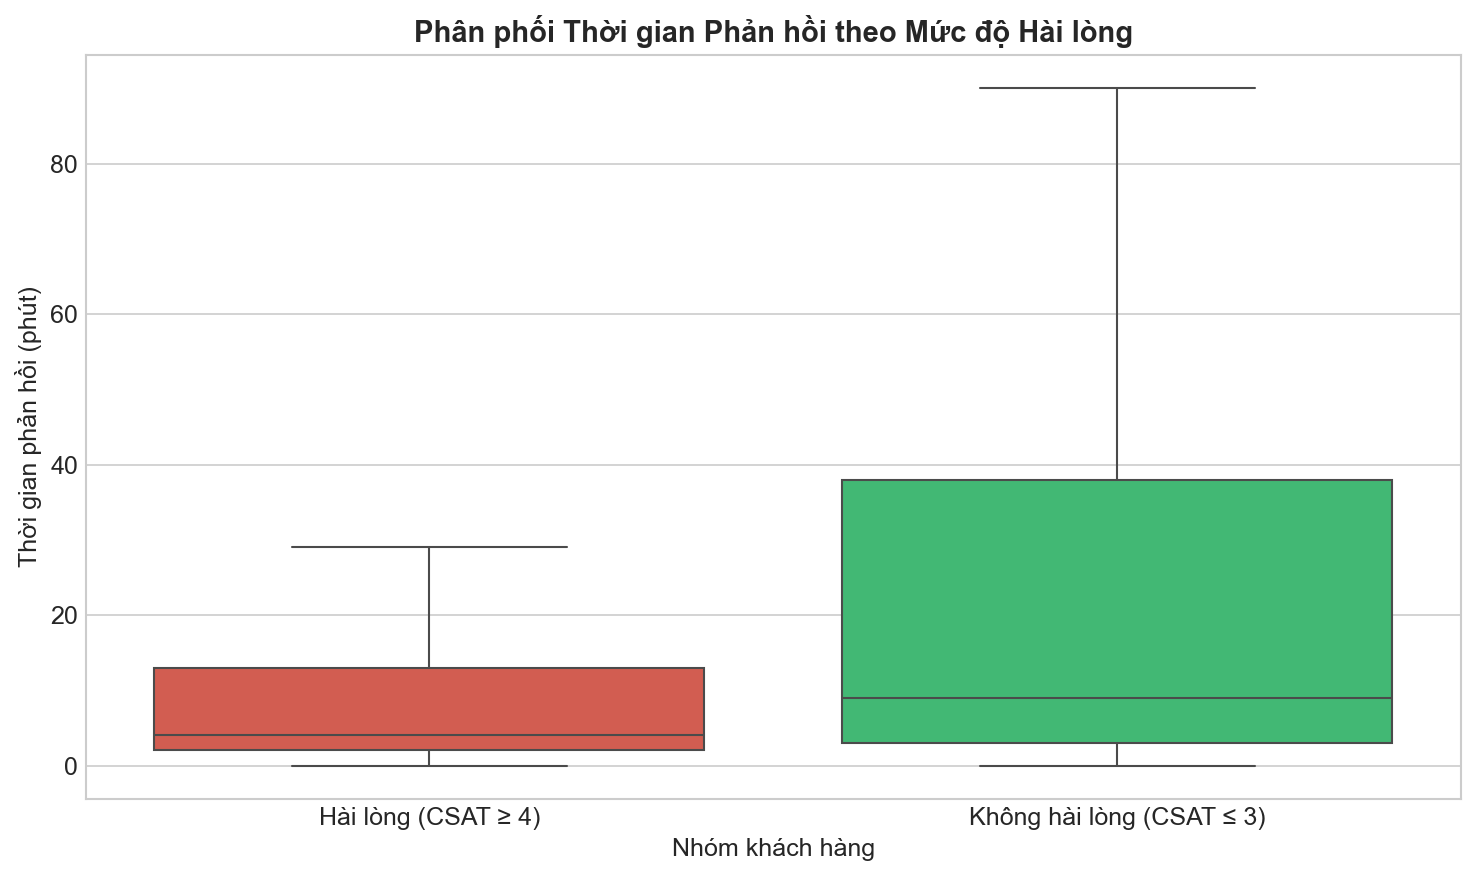 Phân phối Thời gian Phản hồi theo Mức độ Hài lòng
Thời gian phản hồi (phút)
80
60
40
20
0
Hài lòng (CSAT ≥ 4)
Không hài lòng (CSAT ≤ 3)
Nhóm khách hàng